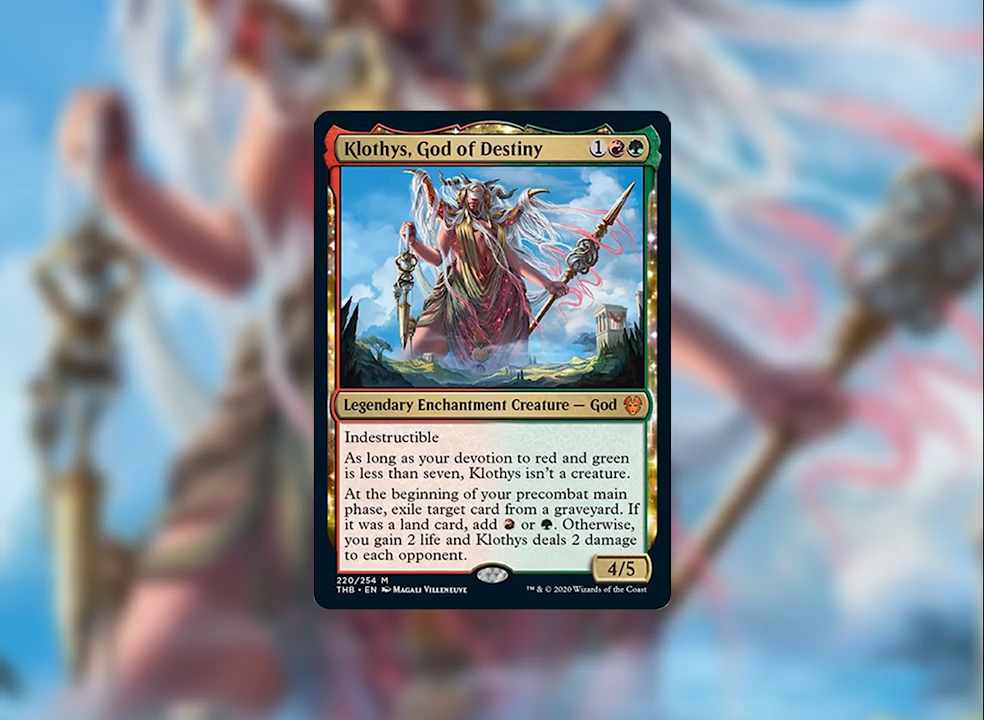 Klothys, God of Destiny 1
Legendary Enchantment Creature — God
Indestructible
As long as your devotion to red and green
is less than seven, Klothys isn't a creature.
At the beginning of your precombat main
phase, exile target card from a graveyard. If
it was a land card, add or . Otherwise,
you gain 2 life and Klothys deals 2 damage
to each opponent.
4/5
220/254 M
THB • EN Magali Villeneuve
™ & © 2020 Wizards of the Coast